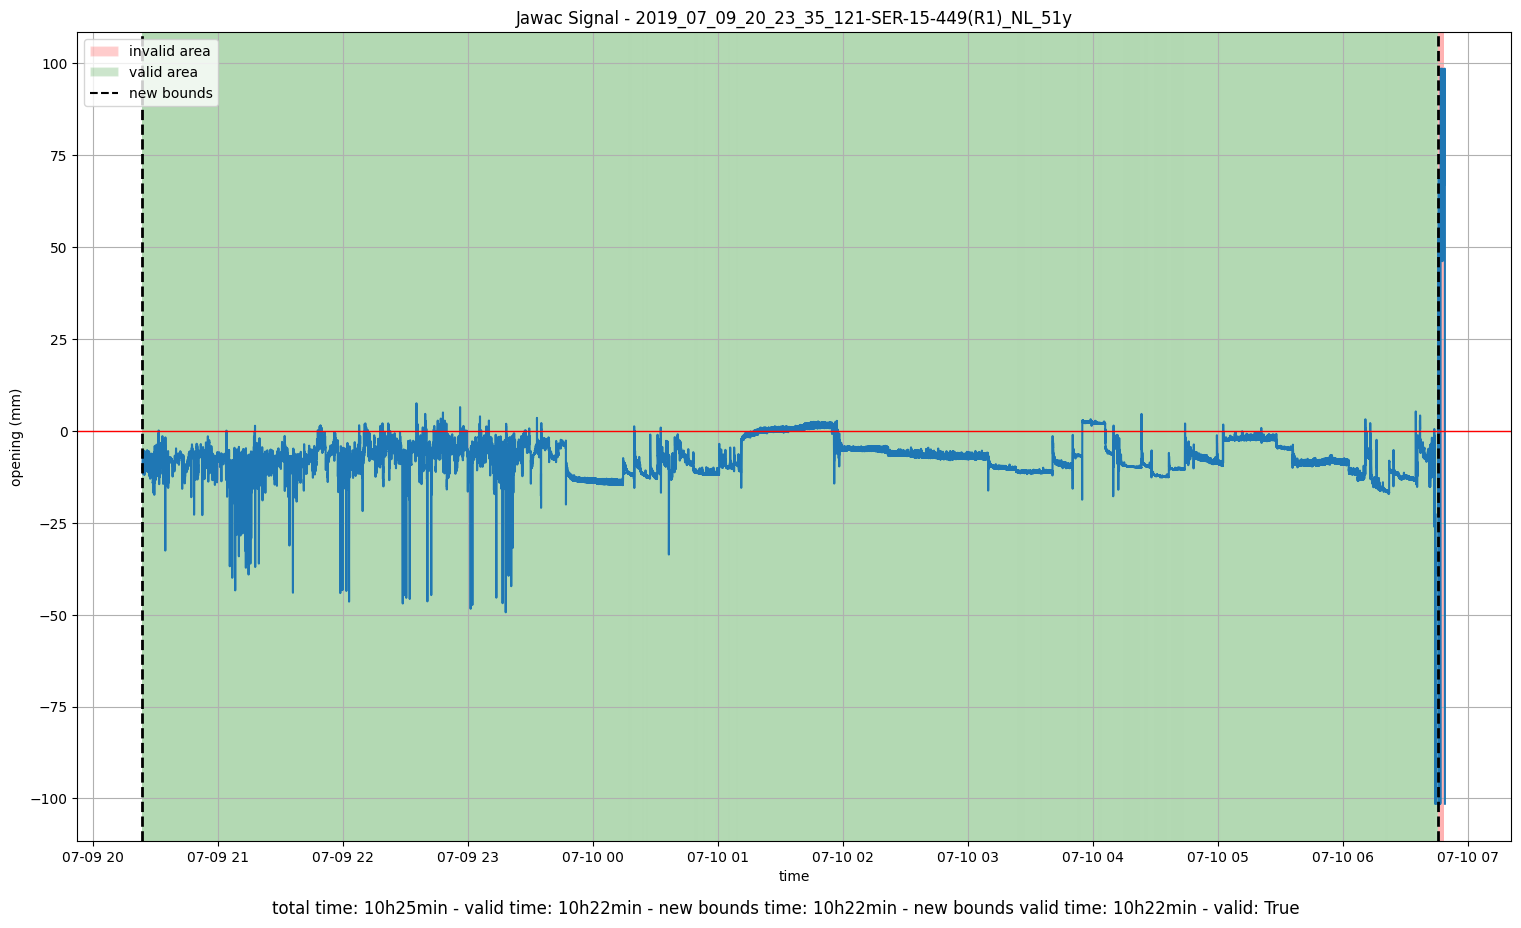 Jawac Signal - 2019_07_09_20_23_35_121-SER-15-449(R1)_NL_51y
invalid area
valid area
new bounds
100
75
50
25
0
−25
−50
−75
−100
opening (mm)
07-09 20 07-09 21 07-09 22 07-09 23 07-10 00 07-10 01 07-10 02 07-10 03 07-10 04 07-10 05 07-10 06 07-10 07
time
total time: 10h25min - valid time: 10h22min - new bounds time: 10h22min - new bounds valid time: 10h22min - valid: True